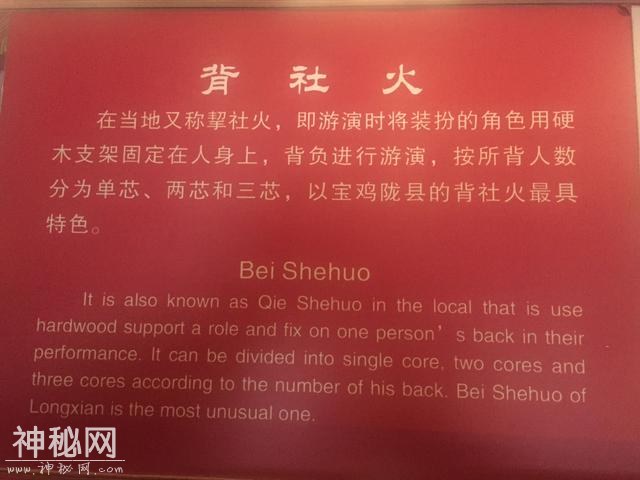 背 社 火
在当地又称挈社火，即游演时将装扮的角色用硬
木支架固定在人身上，背负进行游演，按所背人数
分为单芯、两芯和三芯，以宝鸡陇县的背社火最具
特色。
Bei Shehuo
It is also known as Qie Shehuo in the local that is use
hardwood support a role and fix on one person's back in their
performance. It can be divided into single core, two cores and
three cores according to the number of his back. Bei Shehuo of
Longxian is the most unusual one.
神秘网
www.神秘网.com